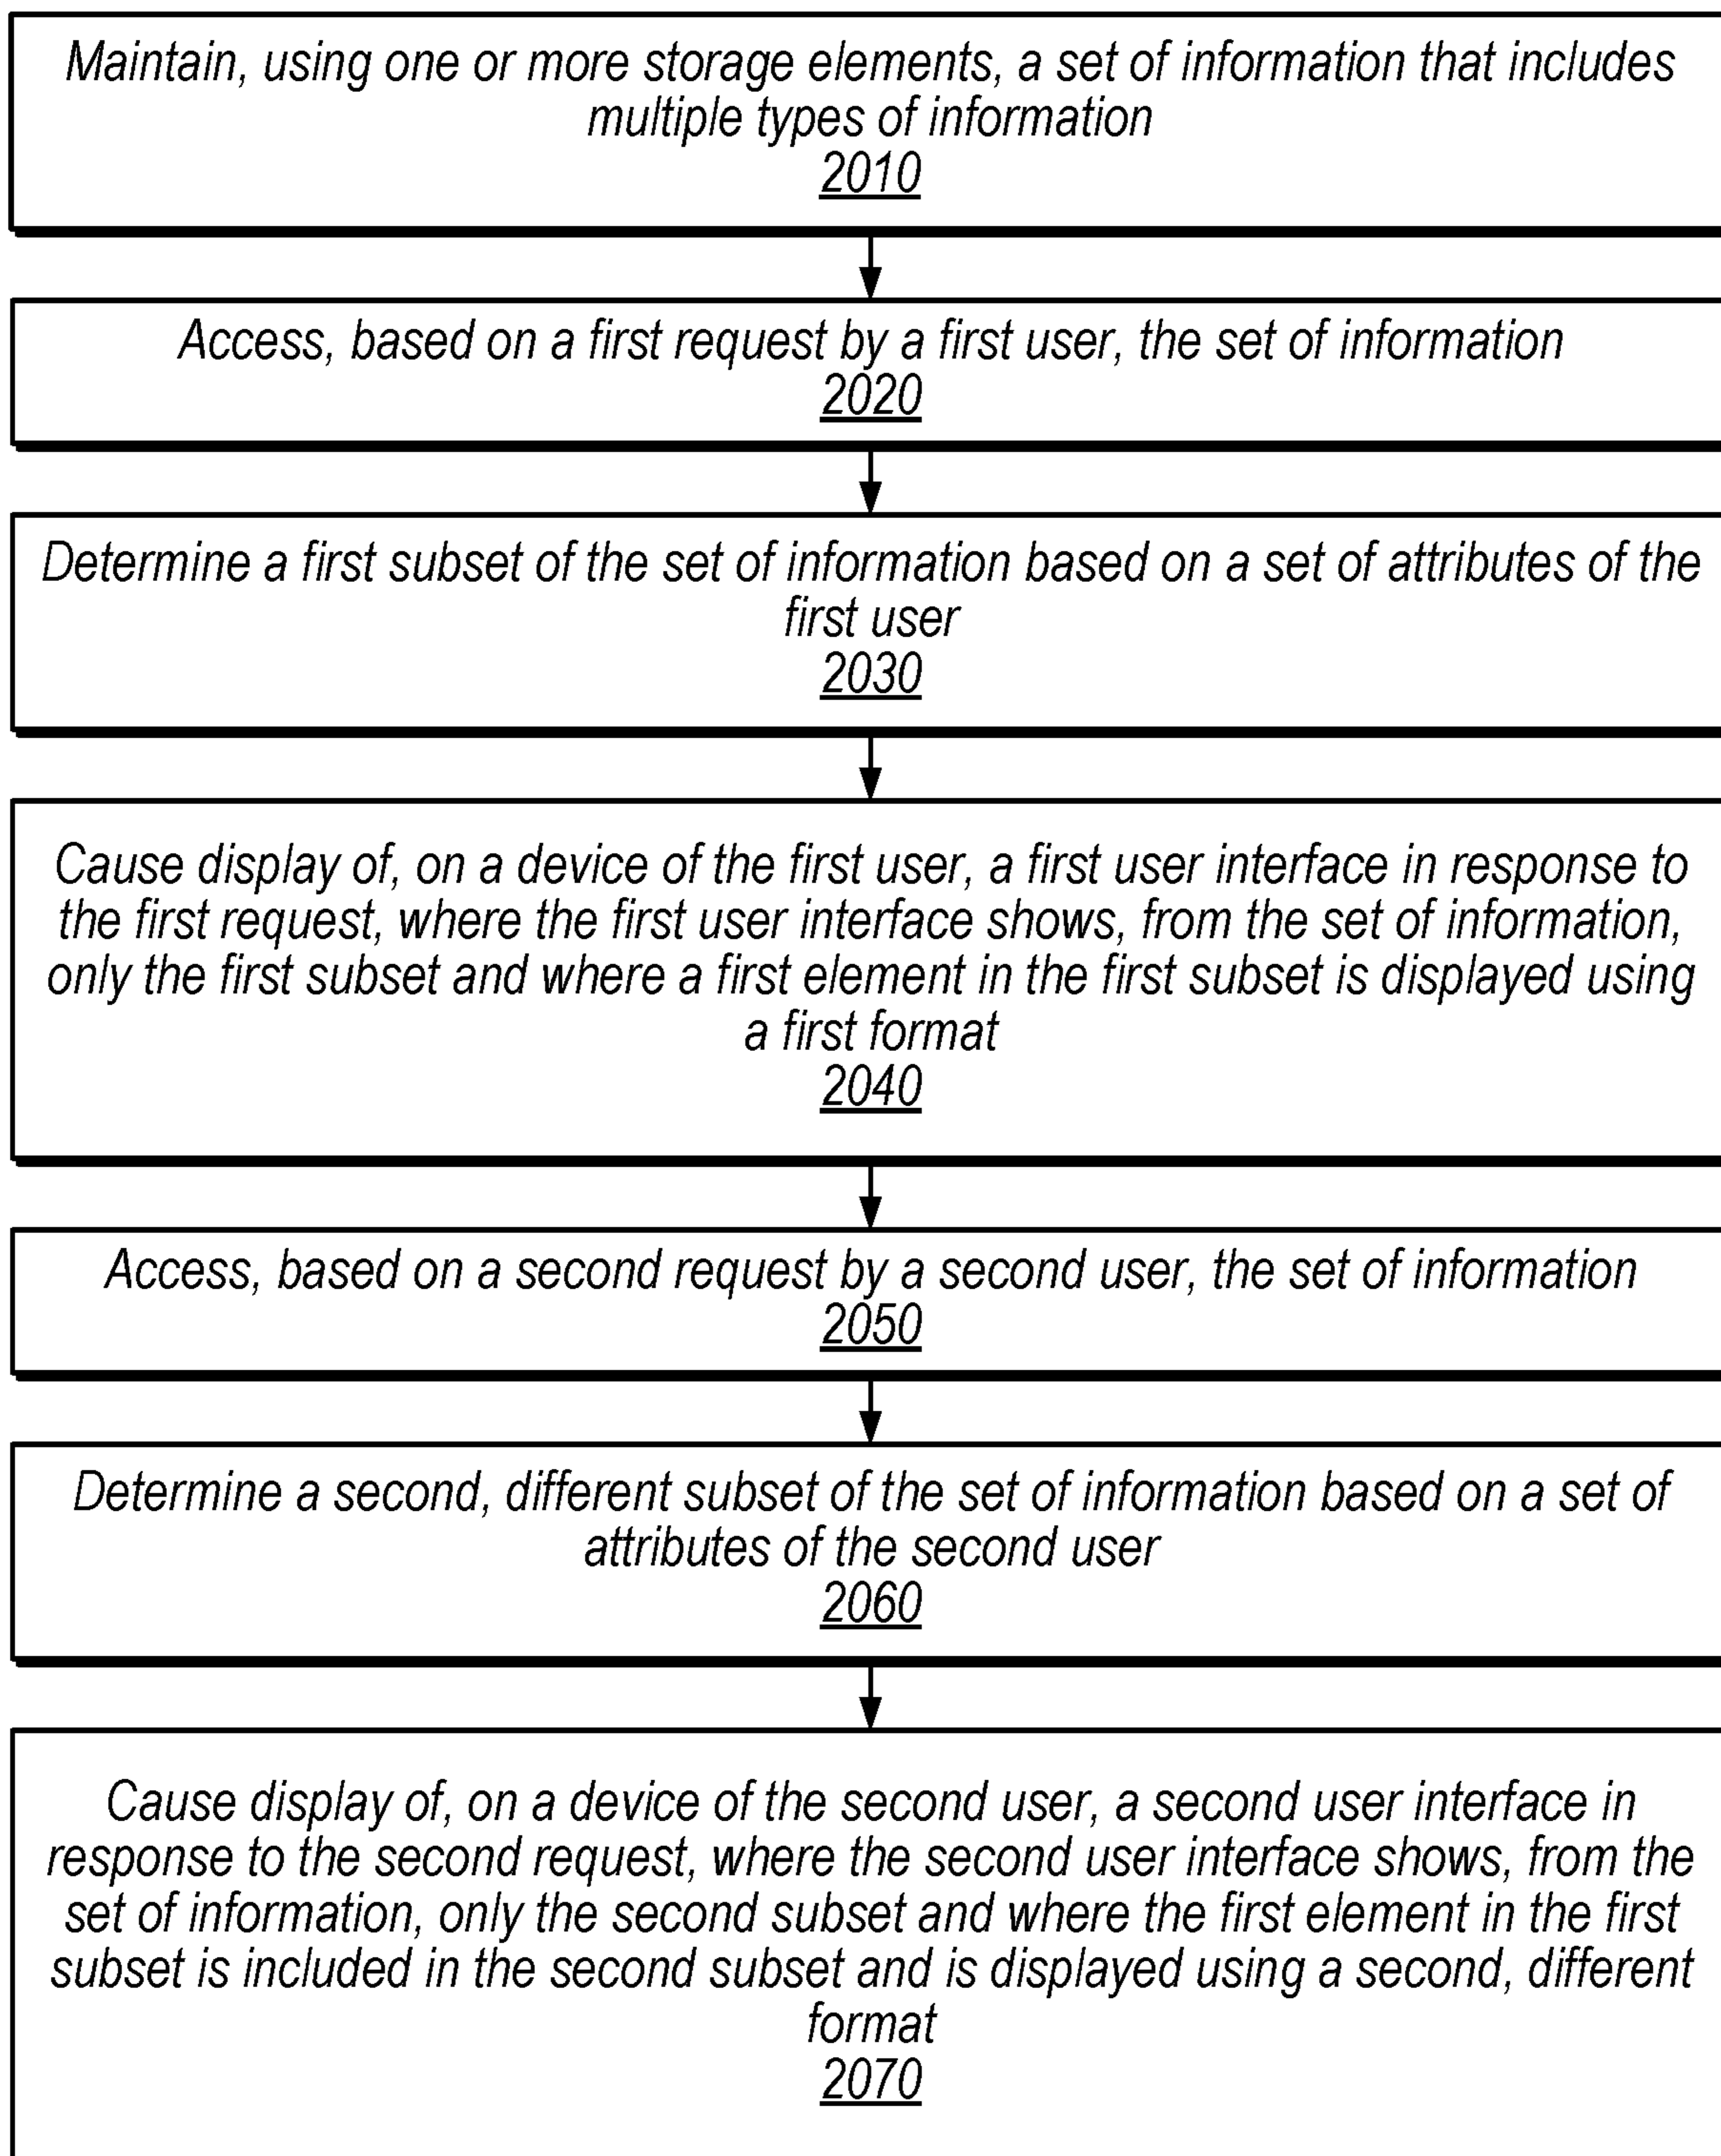 Maintain, using one or more storage elements, a set of information that includes
multiple types of information
2010
Access, based on a first request by a first user, the set of information
2020
Determine a first subset of the set of information based on a set of attributes of the
first user
2030
Cause display of, on a device of the first user, a first user interface in response to
the first request, where the first user interface shows, from the set of information,
only the first subset and where a first element in the first subset is displayed using
a first format
2040
Access, based on a second request by a second user, the set of information
2050
Determine a second, different subset of the set of information based on a set of
attributes of the second user
2060
Cause display of, on a device of the second user, a second user interface in
response to the second request, where the second user interface shows, from the
set of information, only the second subset and where the first element in the first
subset is included in the second subset and is displayed using a second, different
format
2070